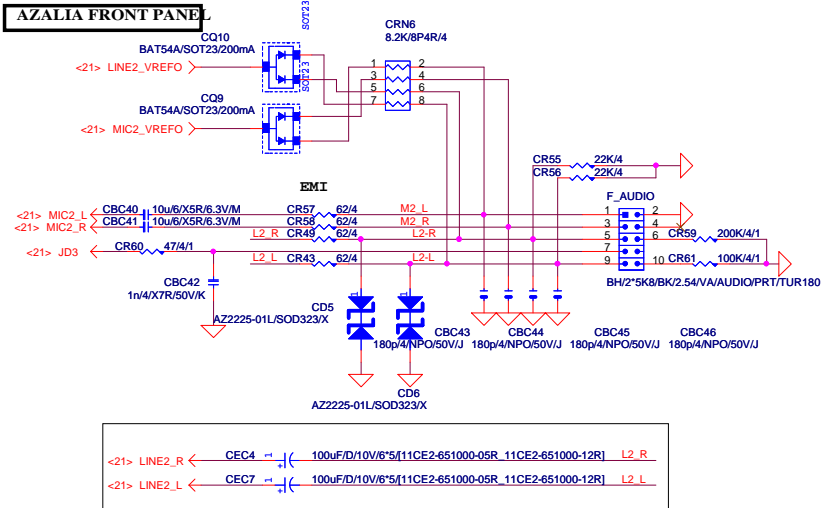 AZALIA FRONT PANEL
SOT23
CQ10
BAT54A/SOT23/200mA
<21> LINE2_VREFO
SOT23
CQ9
BAT54A/SOT23/200mA
<21> MIC2_VREFO
CRN6
8.2K/8P4R/4
1 2
3 4
5 6
7 8
CR55 22K/4
CR56 22K/4
EMI
F_AUDIO
<21> MIC2_L CBC40 10u/6/X5R/6.3V/M CR57 62/4 M2_L 1 2
<21> MIC2_R CBC41 10u/6/X5R/6.3V/M CR58 62/4 M2_R 3 4
L2_R CR49 62/4 L2-R 5 6 CR59 200K/4/1
<21> JD3 CR60 47/4/1 7
L2_L CR43 62/4 L2-L 9 10 CR61 100K/4/1
BH/2*5K8/BK/2.54/VA/AUDIO/PRT/TUR180
CBC42
1n/4/X7R/50V/K
1 1
CD5
AZ2225-01L/SOD323/X
CBC43 CBC44 CBC45 CBC46
180p/4/NPO/50V/J 180p/4/NPO/50V/J 180p/4/NPO/50V/J 180p/4/NPO/50V/J
CD6
AZ2225-01L/SOD323/X
<21> LINE2_R CEC4 1 + 100uF/D/10V/6*5/[11CE2-651000-05R_11CE2-651000-12R] L2_R
<21> LINE2_L CEC7 1 + 100uF/D/10V/6*5/[11CE2-651000-05R_11CE2-651000-12R] L2_L